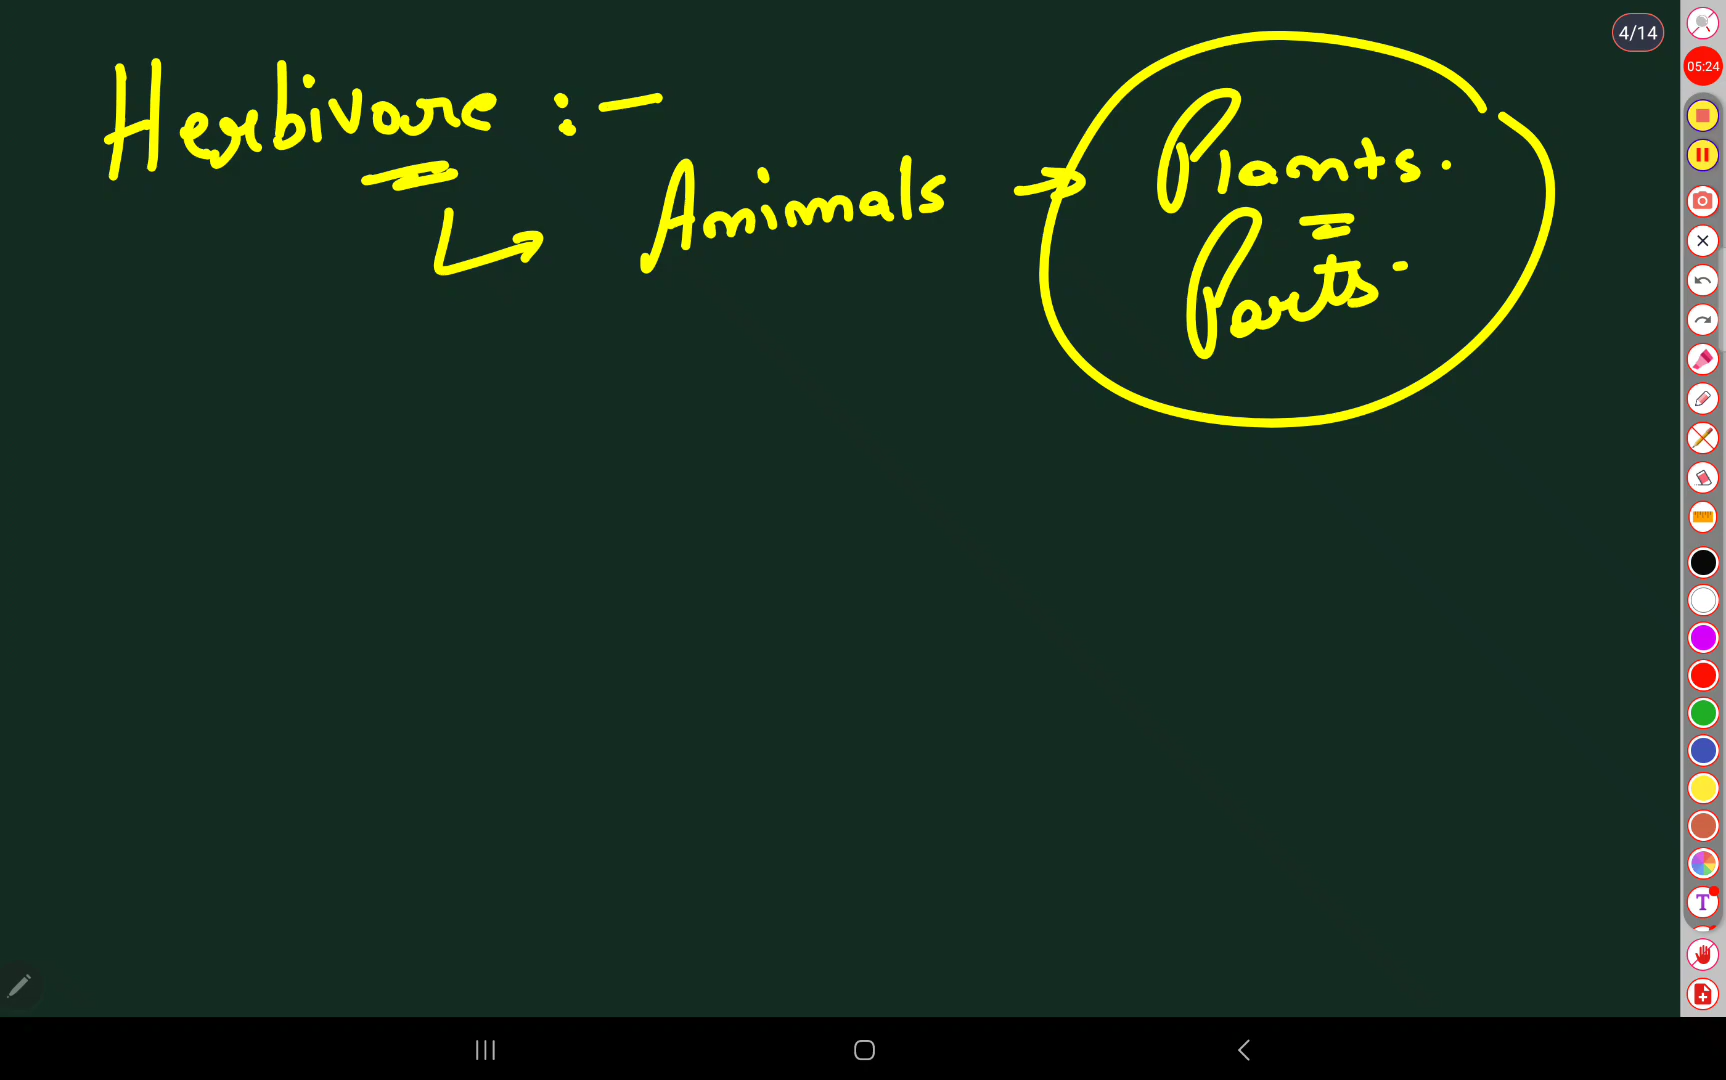 4/14
05:24
Herbivore :-
↳ Animals → Plants.
Parts.
T